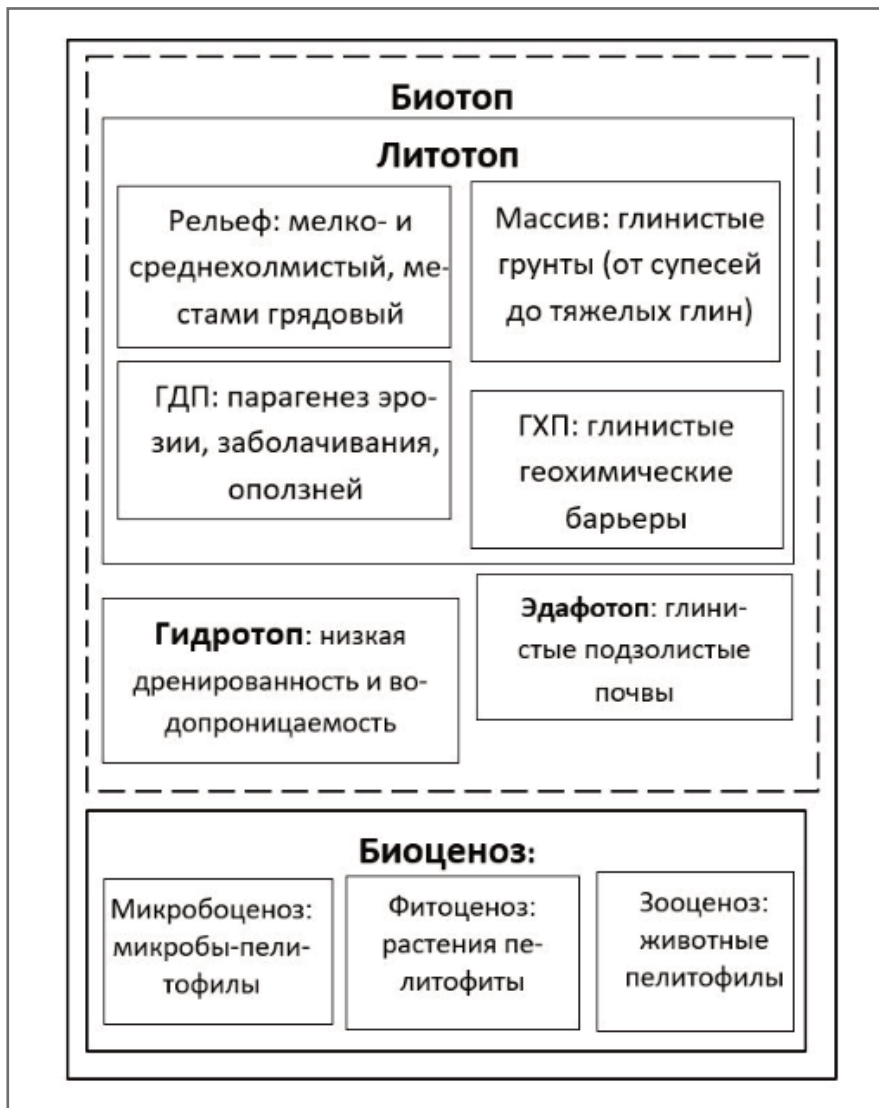 Биотоп
Литотоп
Рельеф: мелко- и
среднехолмистый, ме-
стами грядовый
Массив: глинистые
грунты (от супесей
до тяжелых глин)
ГДП: парагенез эро-
зии, заболачивания,
оползней
ГХП: глинистые
геохимические
барьеры
Гидротоп: низкая
дренированность и во-
допроницаемость
Эдафотоп: глини-
стые подзолистые
почвы
Биоценоз:
Микробоценоз:
микробы-пели-
тофилы
Фитоценоз:
растения пе-
литофиты
Зооценоз:
животные
пелитофилы